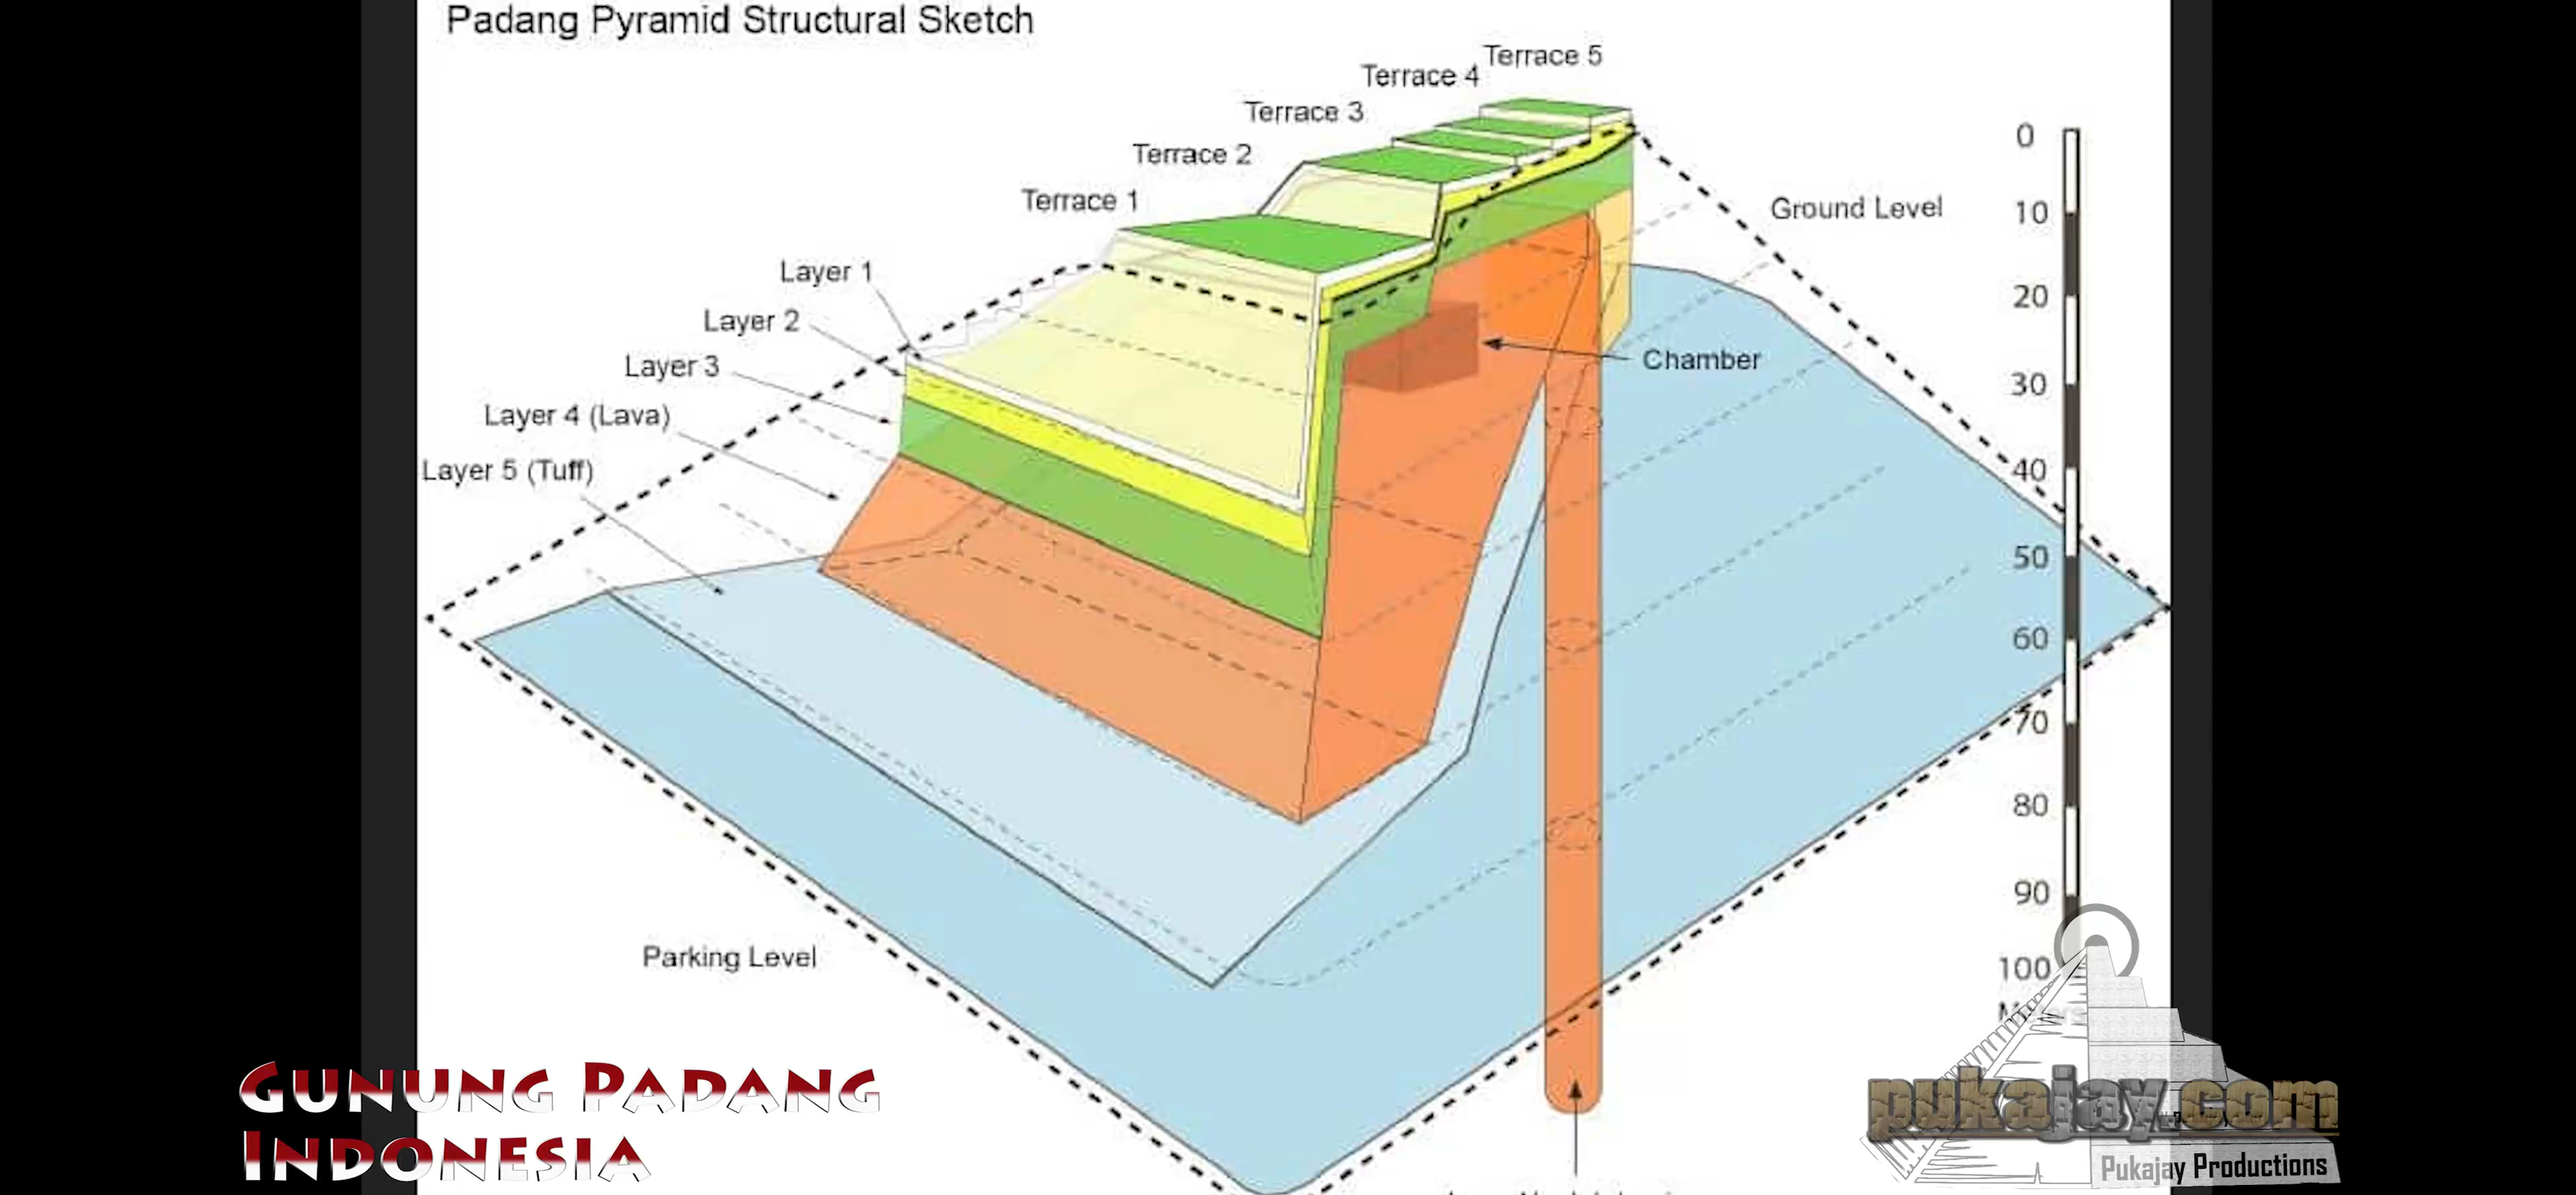 Padang Pyramid Structural Sketch
Terrace 5
Terrace 4
Terrace 3
Terrace 2
Terrace 1
Layer 1
Layer 2
Layer 3
Layer 4 (Lava)
Layer 5 (Tuff)
Ground Level
Chamber
Parking Level
0
10
20
30
40
50
60
70
80
90
100
GUNUNG PADANG
INDONESIA
pukajay.com
Pukajay Productions